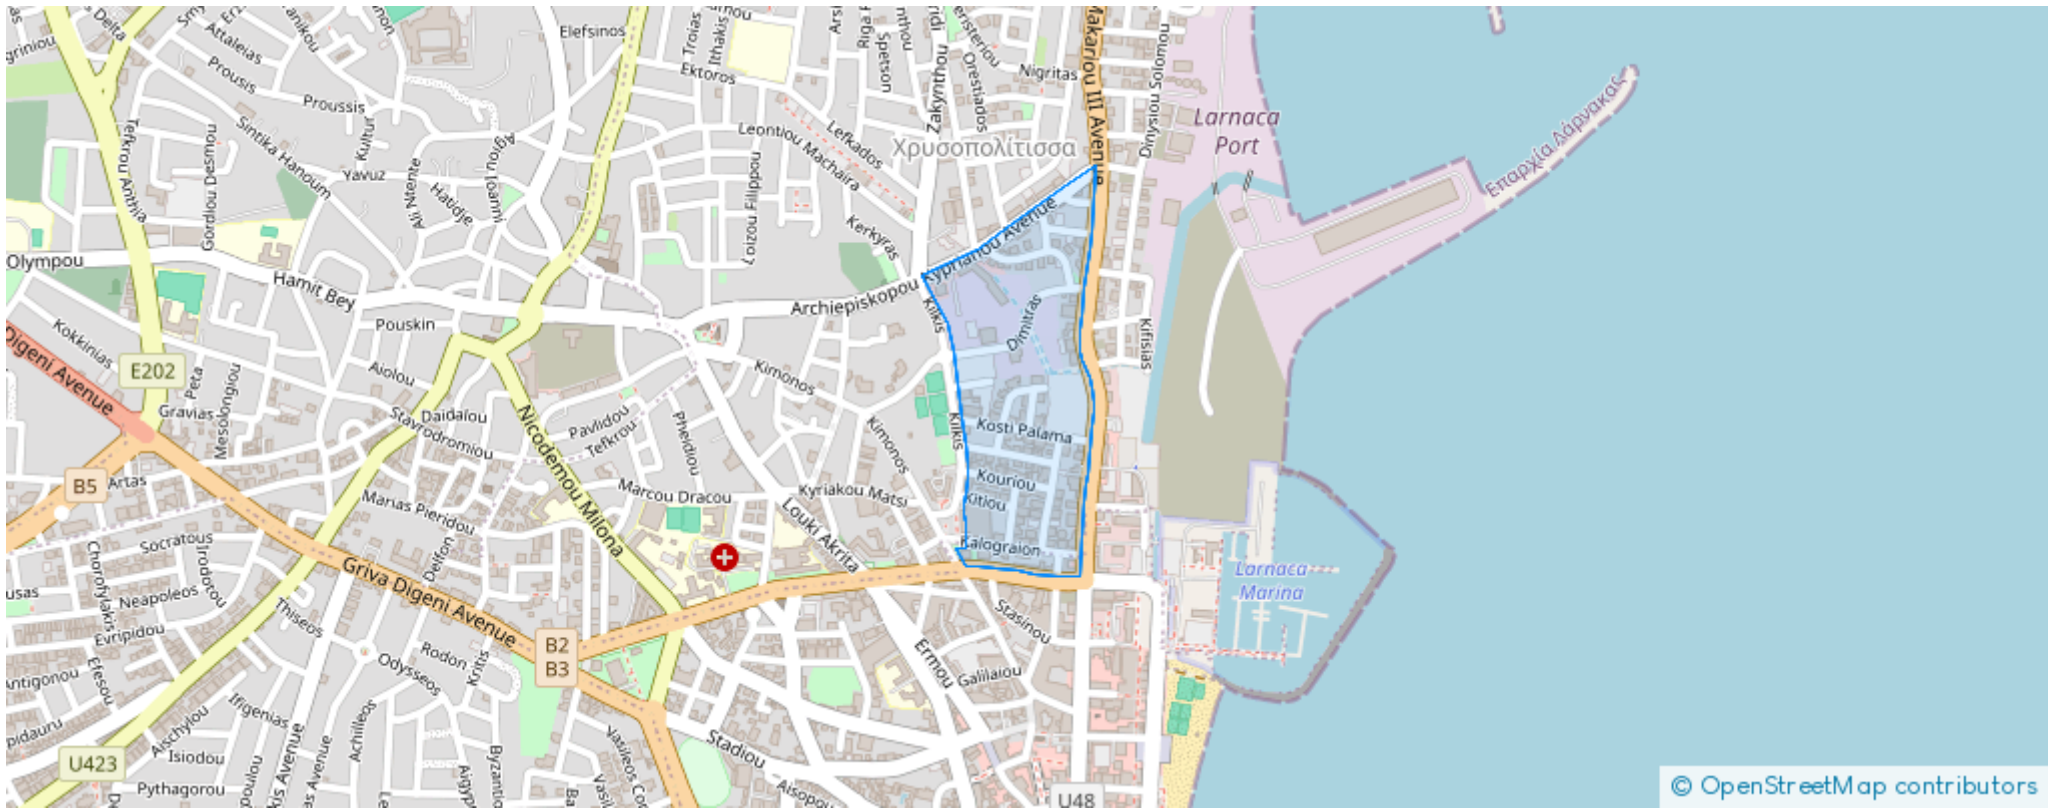 Attaleias
Prousis
Proussis
Kultur
Sintika Hanoum
Yavuz
Ali Ntente
Hatidje
Agiou Ioanni
Tefkrou Anthia
Gordiou Desmou
Olympou
Hamit Bey
Pouskin
Kokkinias
Digeni Avenue
E202
Peta
Gravias
Mesolongiou
Aiolou
Daidalou
Stavrodromiou
B5
Artas
Elefsinos
Troias
Ithakis
Ektoros
Spetson
Zakynthou
Orestiados
Nigritas
Makariou III Avenue
Dinysiou Solomou
Leontiou Machaira
Lefkados
Χρυσοπολίτισσα
Loizou Filippou
Kerkyras
Archiepiskopou Kyprianou Avenue
Larnaca
Port
Επαρχία Λάρνακας
Kilkis
Dimitras
Kifisias
Kimonos
Kimonos
Kilkis
Kosti Palama
Kouriou
Kitiou
Kalograion
Pavlidou
Tefkrou
Pheidiou
Nicodemou Milona
Marcou Dracou
Kyriakou Matsi
Louki Akrita
Marias Pieridou
Socratous
Irodotou
Chorofylakis
Neapoleos
Evripidou
Efesou
Antigonou
Delfon
Griva Digeni Avenue
Thiseos
Rodon
Kritis
Odysseos
B2
B3
Ifigenias
Aischylou
Isiodou
Pythagorou
Achilleos
U423
Stasinou
Ermou
Galilaiou
Stadiou
Larnaca
Marina
U48
© OpenStreetMap contributors